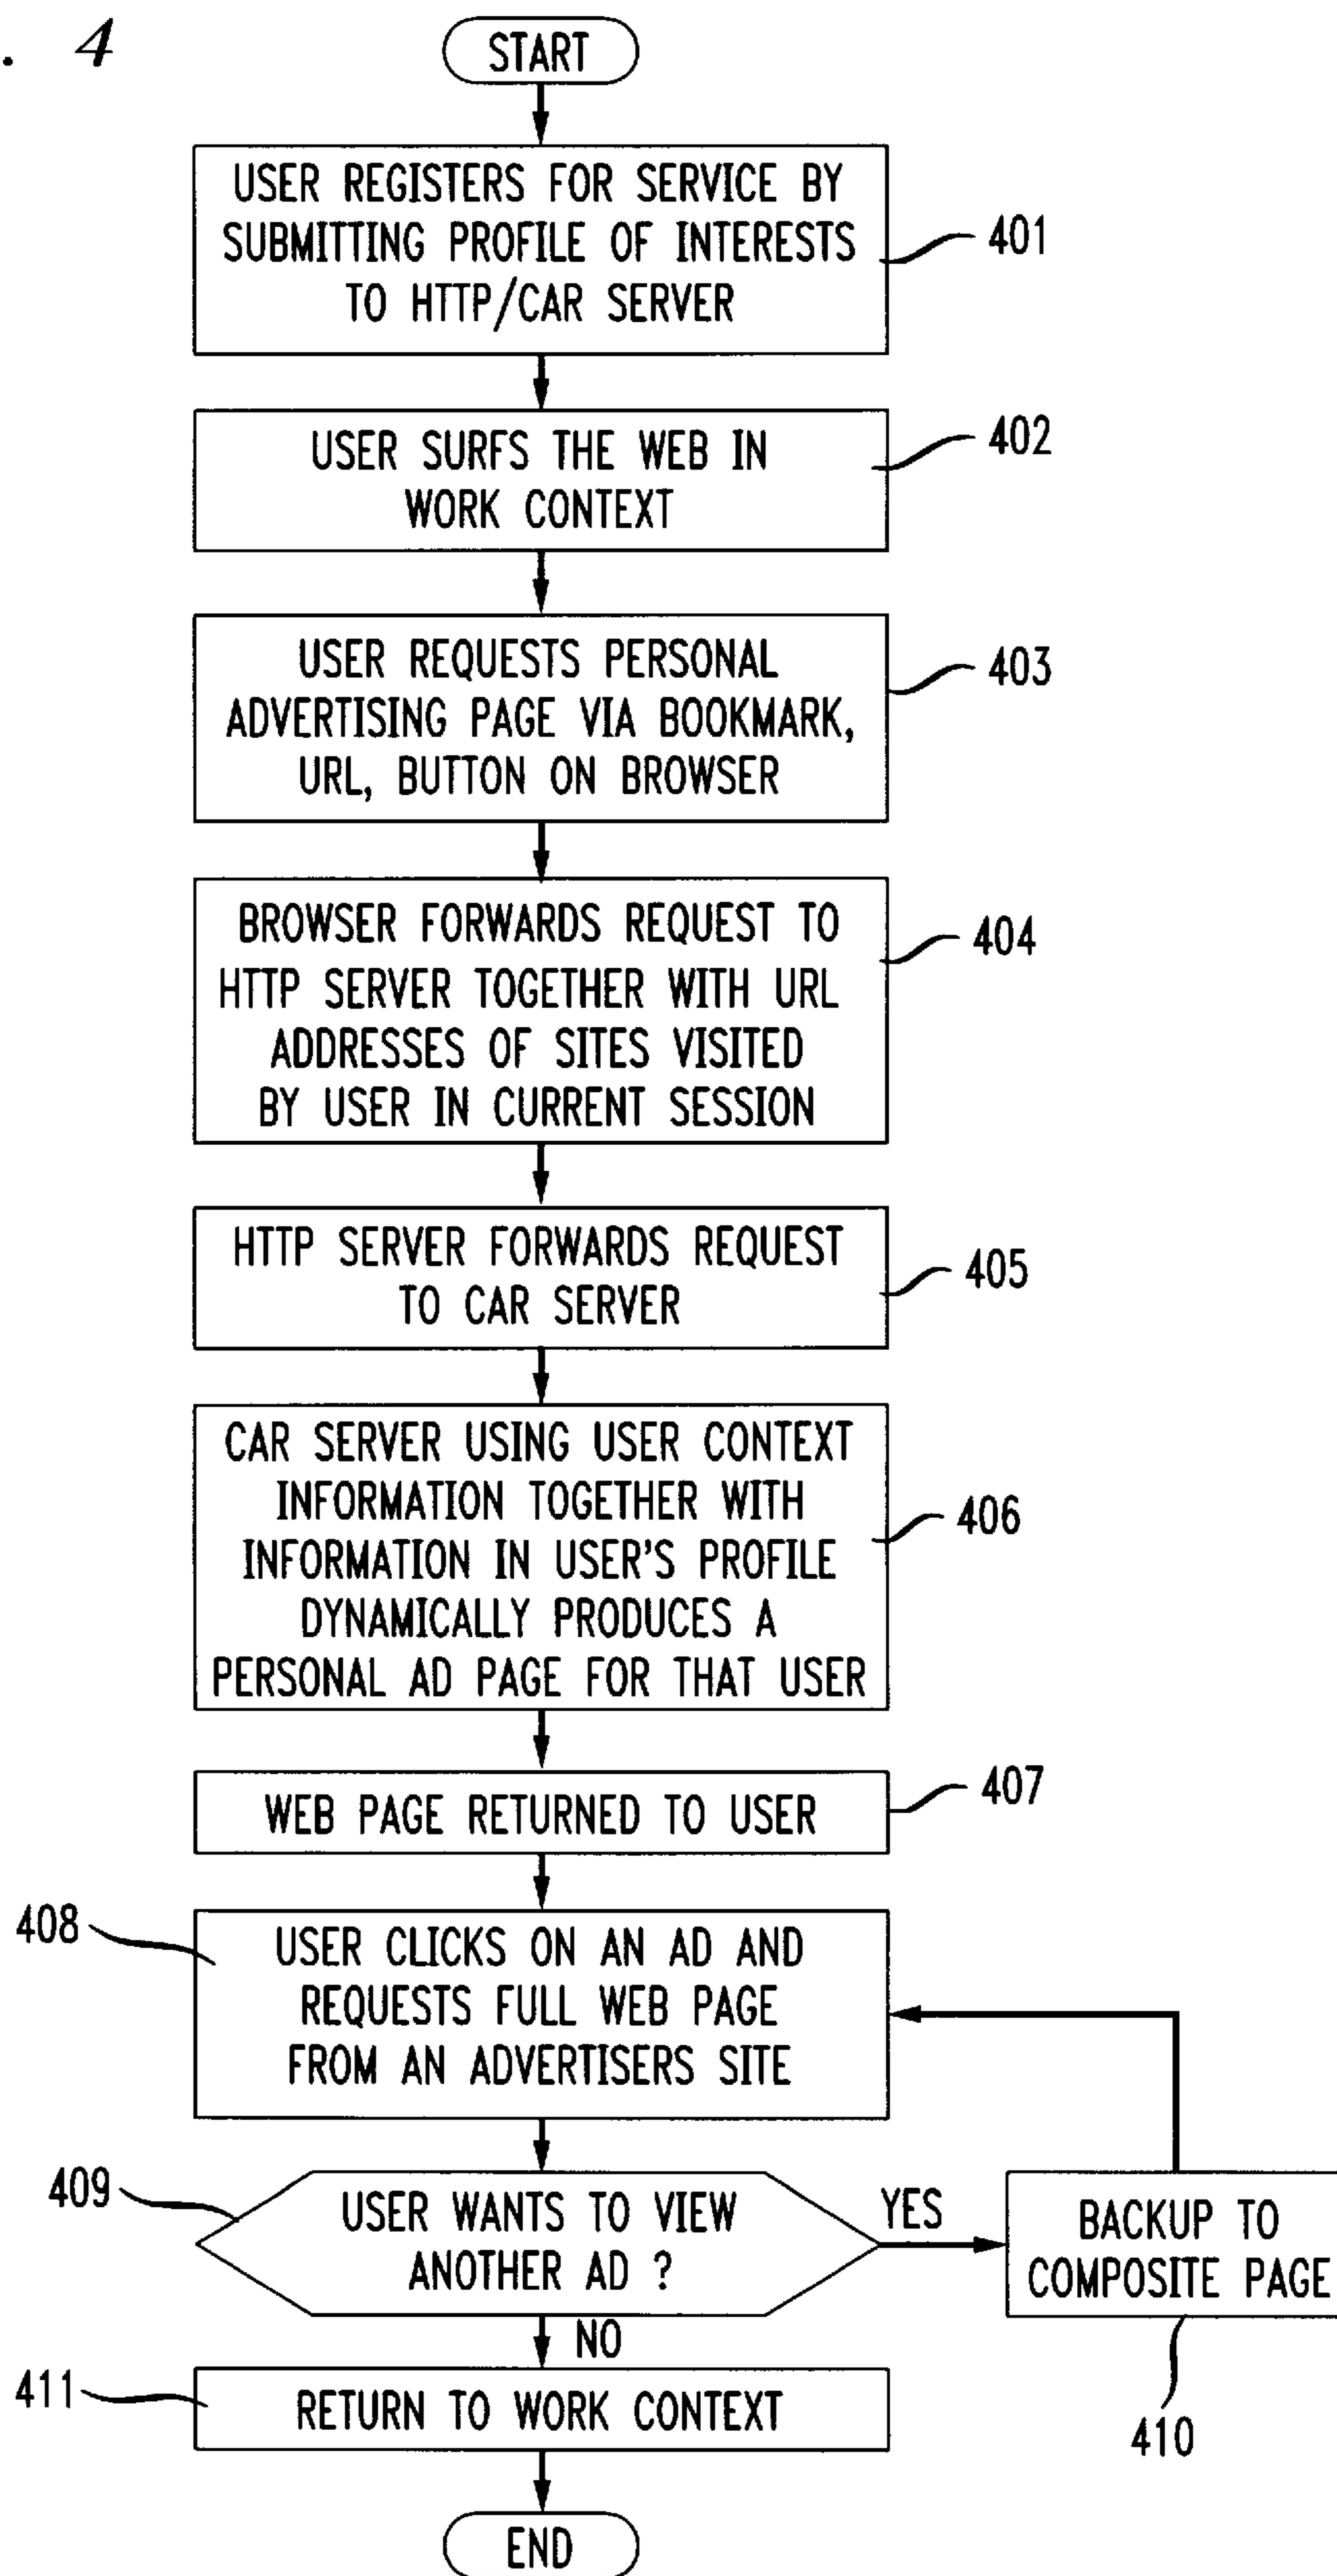 . 4
START
USER REGISTERS FOR SERVICE BY
SUBMITTING PROFILE OF INTERESTS
TO HTTP/CAR SERVER
401
USER SURFS THE WEB IN
WORK CONTEXT
402
USER REQUESTS PERSONAL
ADVERTISING PAGE VIA BOOKMARK,
URL, BUTTON ON BROWSER
403
BROWSER FORWARDS REQUEST TO
HTTP SERVER TOGETHER WITH URL
ADDRESSES OF SITES VISITED
BY USER IN CURRENT SESSION
404
HTTP SERVER FORWARDS REQUEST
TO CAR SERVER
405
CAR SERVER USING USER CONTEXT
INFORMATION TOGETHER WITH
INFORMATION IN USER'S PROFILE
DYNAMICALLY PRODUCES A
PERSONAL AD PAGE FOR THAT USER
406
WEB PAGE RETURNED TO USER
407
408
USER CLICKS ON AN AD AND
REQUESTS FULL WEB PAGE
FROM AN ADVERTISERS SITE
409
USER WANTS TO VIEW
ANOTHER AD ?
YES
BACKUP TO
COMPOSITE PAGE
410
NO
411
RETURN TO WORK CONTEXT
END